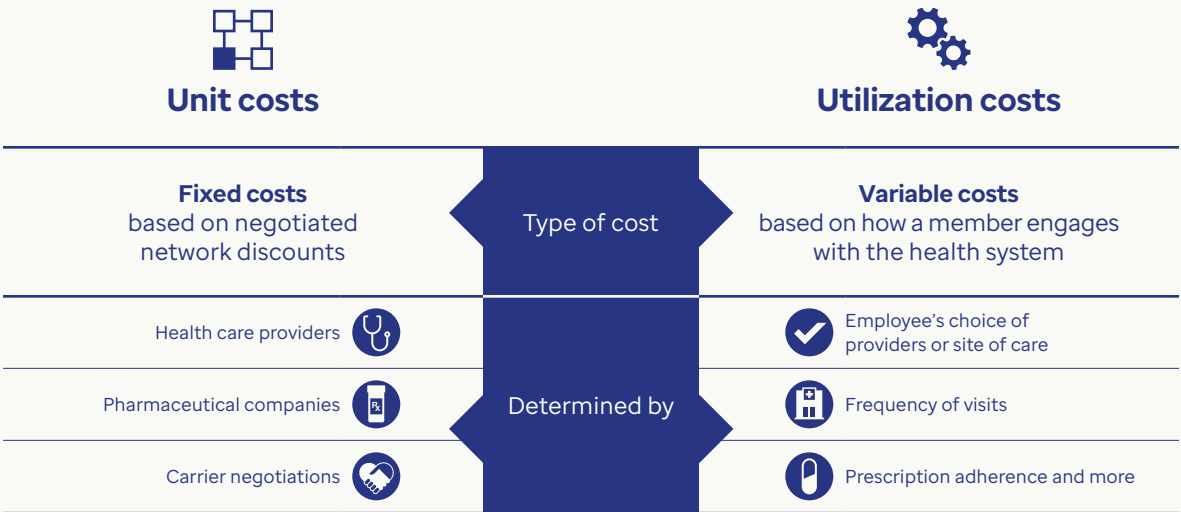 Unit costs
Utilization costs
Fixed costs
based on negotiated
network discounts
Type of cost
Variable costs
based on how a member engages
with the health system
Health care providers
Pharmaceutical companies
Carrier negotiations
Determined by
Employee’s choice of
providers or site of care
Frequency of visits
Prescription adherence and more
Rx